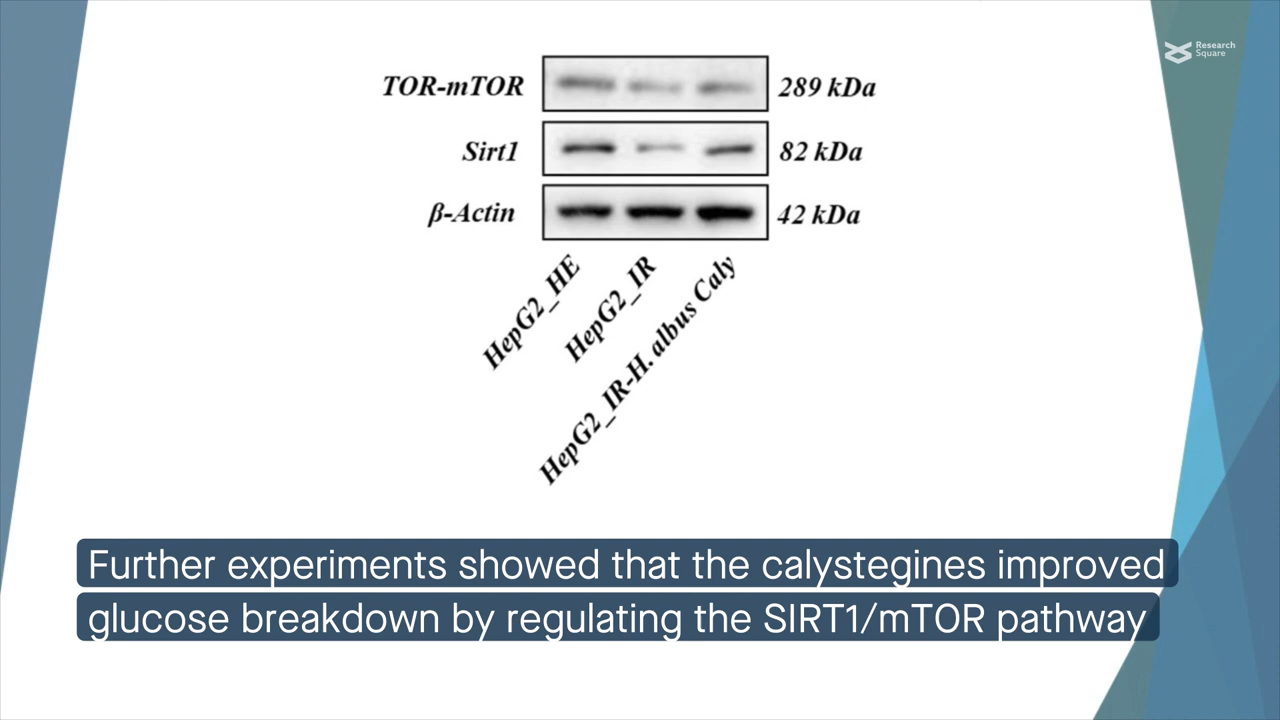 Research
Square
TOR-mTOR 289 kDa
Sirt1 82 kDa
β-Actin 42 kDa
HepG2_HE
HepG2_IR
HepG2_IR-H. albus Caly
Further experiments showed that the calystegines improved
glucose breakdown by regulating the SIRT1/mTOR pathway